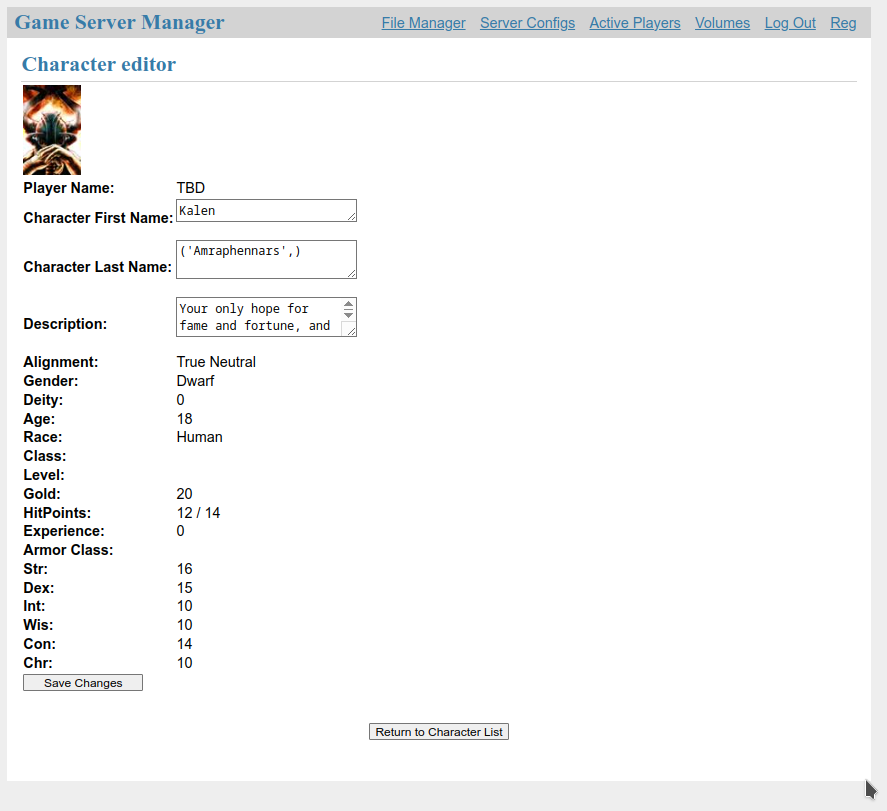 Game Server Manager File Manager Server Configs Active Players Volumes Log Out Reg
Character editor
Player Name: TBD
Character First Name: Kalen
Character Last Name: ('Amraphennars',)
Description: Your only hope for
fame and fortune, and
Alignment: True Neutral
Gender: Dwarf
Deity: 0
Age: 18
Race: Human
Class:
Level:
Gold: 20
HitPoints: 12 / 14
Experience: 0
Armor Class:
Str: 16
Dex: 15
Int: 10
Wis: 10
Con: 14
Chr: 10
Save Changes
Return to Character List